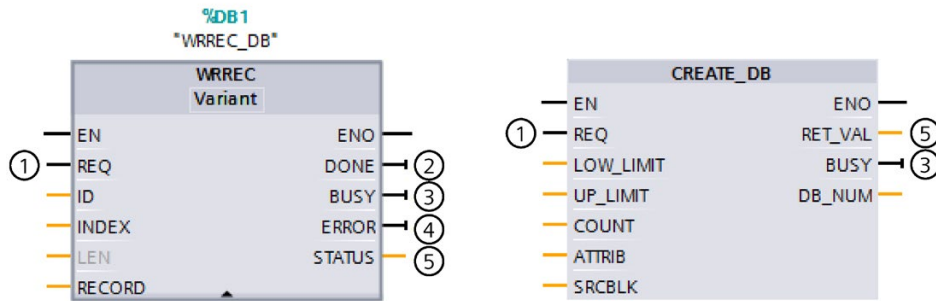 %DB1
"WRREC_DB"
WRREC
Variant
EN ENO
1 REQ DONE 2
ID BUSY 3
INDEX ERROR 4
LEN STATUS 5
RECORD
CREATE_DB
EN ENO
1 REQ RET_VAL 5
LOW_LIMIT BUSY 3
UP_LIMIT DB_NUM
COUNT
ATTRIB
SRCBLK